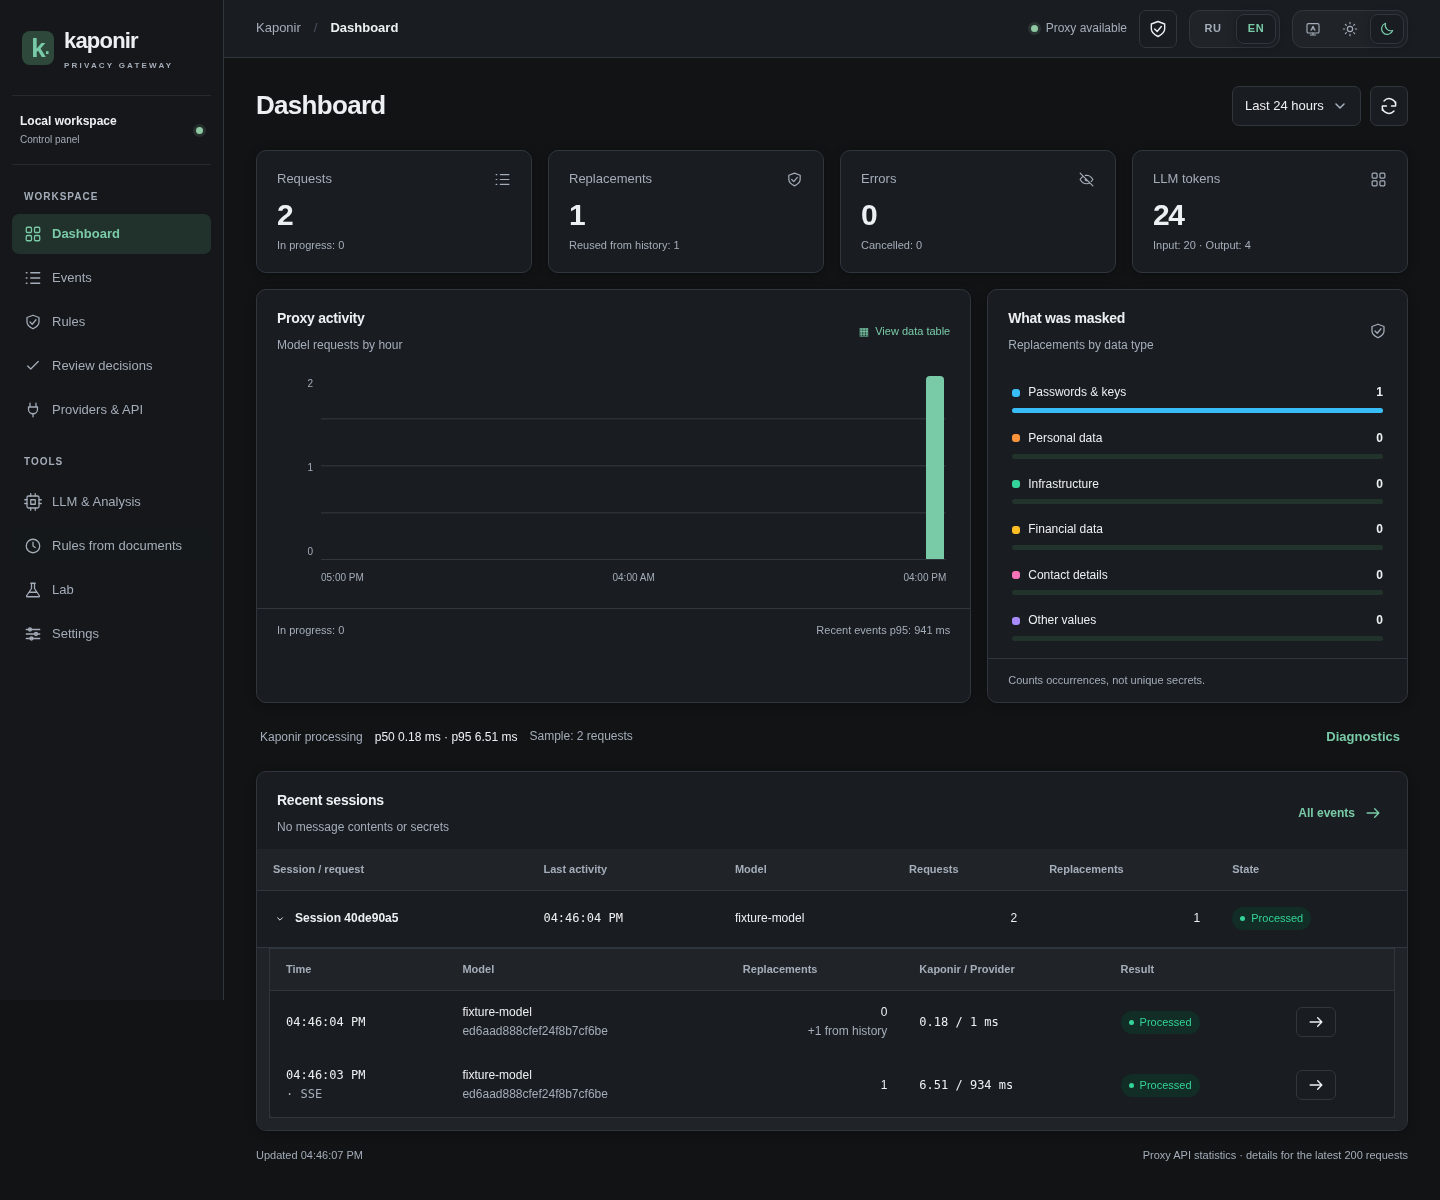 k.
kaponir
PRIVACY GATEWAY
Local workspace
Control panel
WORKSPACE
Dashboard
Events
Rules
Review decisions
Providers & API
TOOLS
LLM & Analysis
Rules from documents
Lab
Settings
Kaponir / Dashboard
Proxy available
RU EN
Dashboard
Last 24 hours
Requests
2
In progress: 0
Replacements
1
Reused from history: 1
Errors
0
Cancelled: 0
LLM tokens
24
Input: 20 · Output: 4
Proxy activity
Model requests by hour
View data table
2
1
0
05:00 PM 04:00 AM 04:00 PM
In progress: 0 Recent events p95: 941 ms
What was masked
Replacements by data type
Passwords & keys 1
Personal data 0
Infrastructure 0
Financial data 0
Contact details 0
Other values 0
Counts occurrences, not unique secrets.
Kaponir processing p50 0.18 ms · p95 6.51 ms Sample: 2 requests Diagnostics
Recent sessions
No message contents or secrets
All events
Session / request Last activity Model Requests Replacements State
Session 40de90a5 04:46:04 PM fixture-model 2 1 Processed
Time Model Replacements Kaponir / Provider Result
04:46:04 PM fixture-model 0 0.18 / 1 ms Processed
ed6aad888cfef24f8b7cf6be +1 from history
04:46:03 PM fixture-model 1 6.51 / 934 ms Processed
· SSE ed6aad888cfef24f8b7cf6be
Updated 04:46:07 PM Proxy API statistics · details for the latest 200 requests